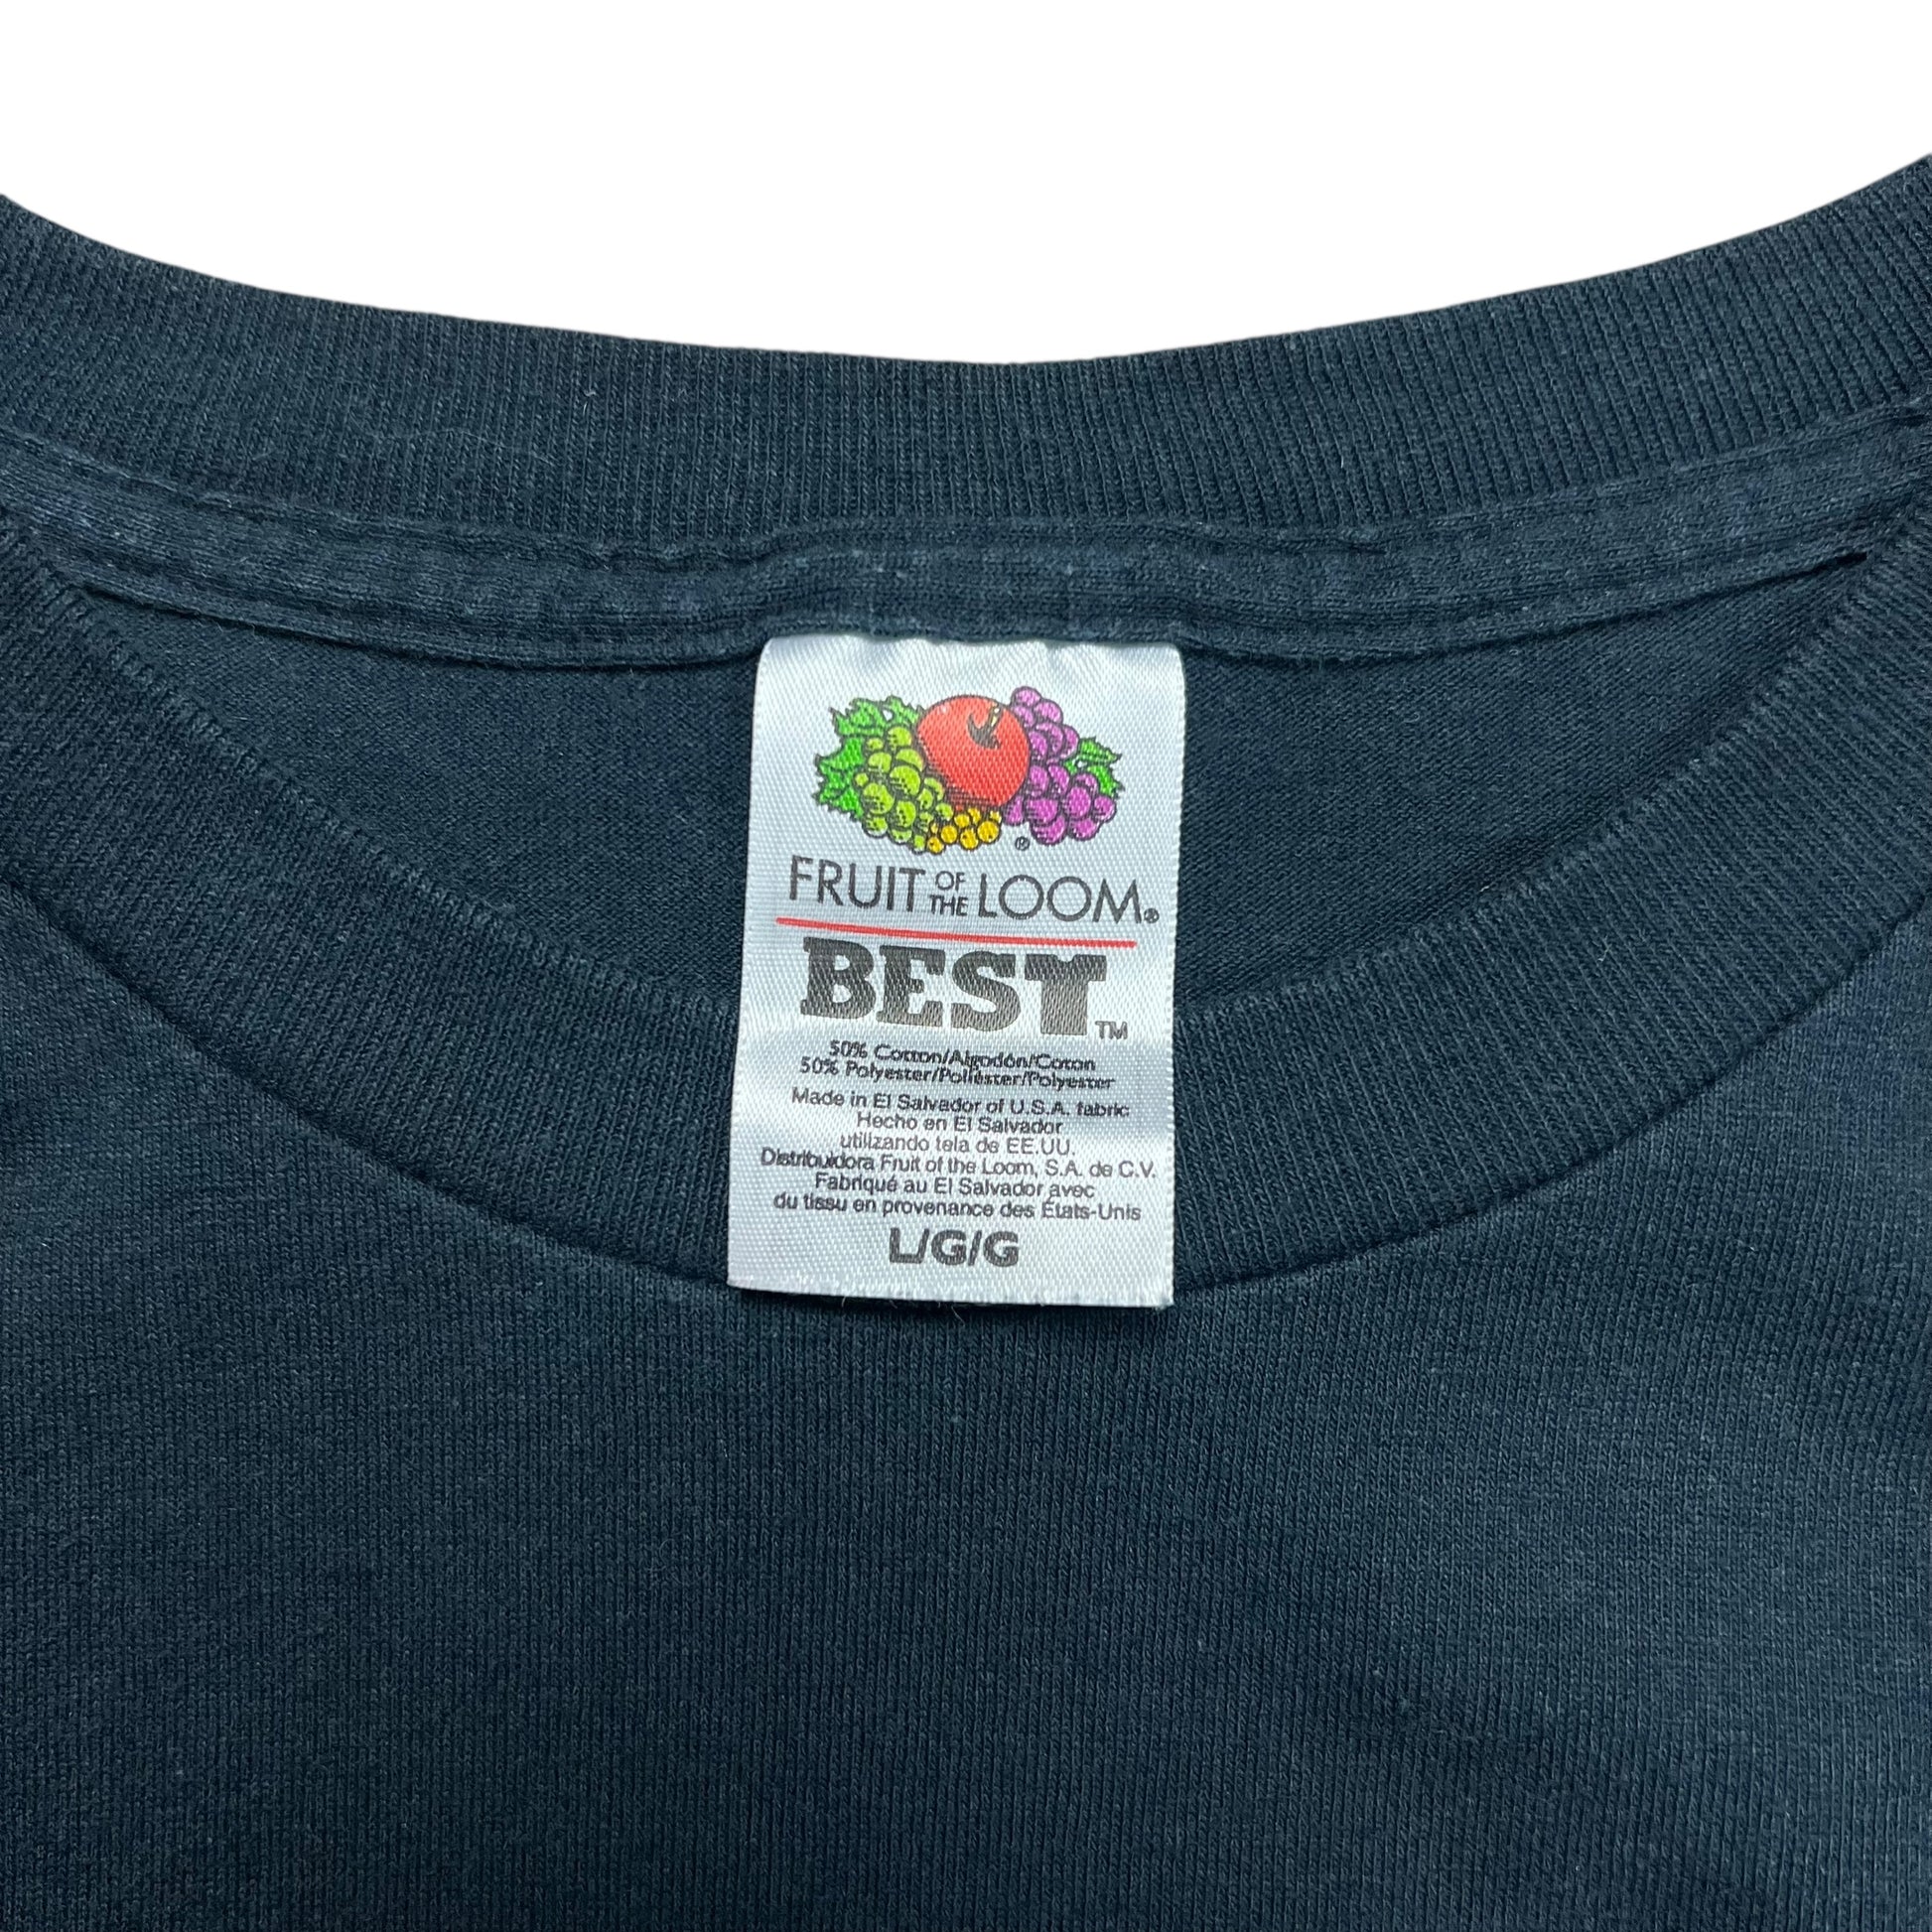 ®
FRUIT OF THE LOOM®
BEST™
50% Cotton/Algodón/Coton
50% Polyester/Poliéster/Polyester
Made in El Salvador of U.S.A. fabric
Hecho en El Salvador
utilizando tela de EE.UU.
Distribuidora Fruit of the Loom, S.A. de C.V.
Fabriqué au El Salvador avec
du tissu en provenance des États-Unis
L/G/G